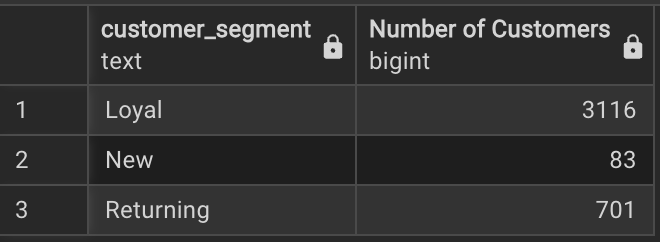 customer_segment Number of Customers
text bigint
1 Loyal 3116
2 New 83
3 Returning 701